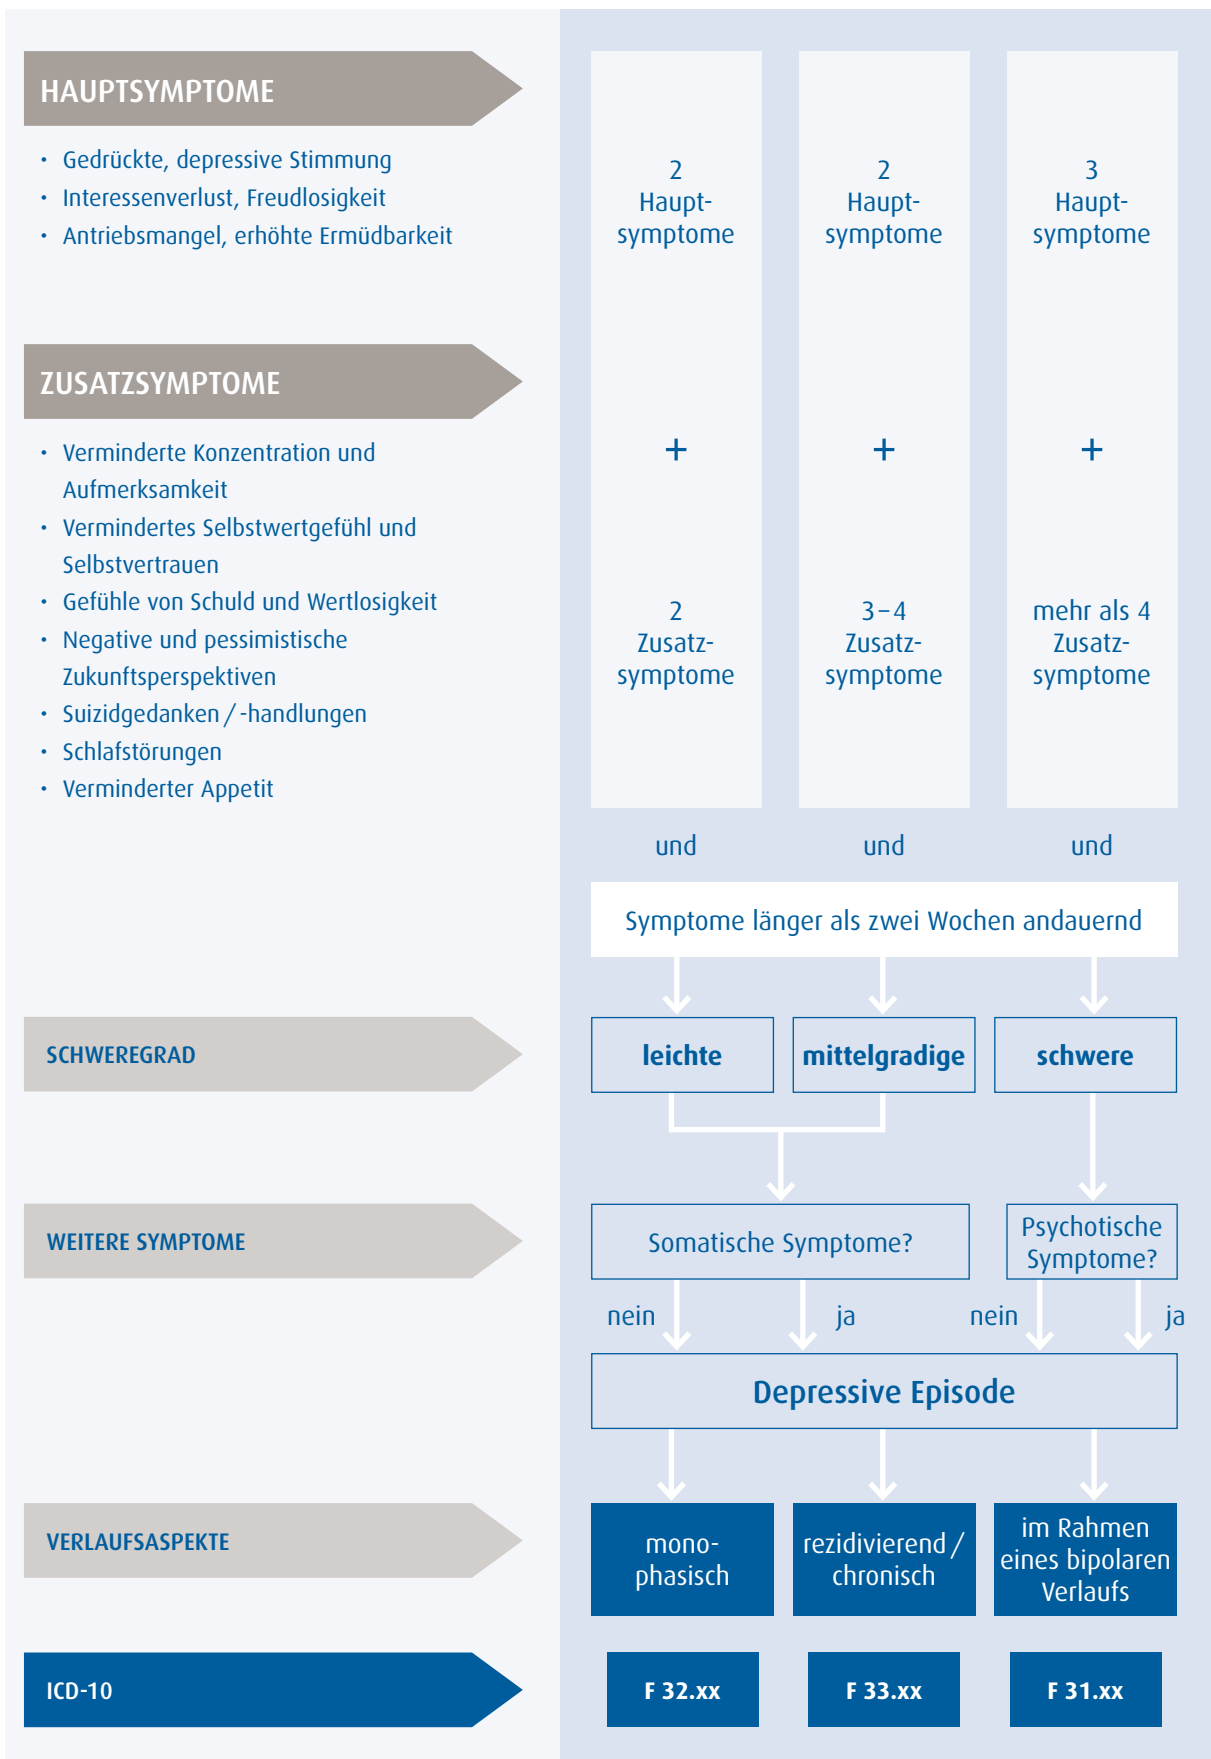 HAUPTSYMPTOME
• Gedrückte, depressive Stimmung
• Interessenverlust, Freudlosigkeit
• Antriebsmangel, erhöhte Ermüdbarkeit
2
Haupt-
symptome
2
Haupt-
symptome
3
Haupt-
symptome
ZUSATZSYMPTOME
• Verminderte Konzentration und
Aufmerksamkeit
• Vermindertes Selbstwertgefühl und
Selbstvertrauen
• Gefühle von Schuld und Wertlosigkeit
• Negative und pessimistische
Zukunftsperspektiven
• Suizidgedanken / -handlungen
• Schlafstörungen
• Verminderter Appetit
+
+
+
2
Zusatz-
symptome
3–4
Zusatz-
symptome
mehr als 4
Zusatz-
symptome
und
und
und
Symptome länger als zwei Wochen andauernd
SCHWEREGRAD
leichte
mittelgradige
schwere
WEITERE SYMPTOME
Somatische Symptome?
Psychotische
Symptome?
nein
ja
nein
ja
Depressive Episode
VERLAUFSASPEKTE
mono-
phasisch
rezidivierend /
chronisch
im Rahmen
eines bipolaren
Verlaufs
ICD-10
F 32.xx
F 33.xx
F 31.xx